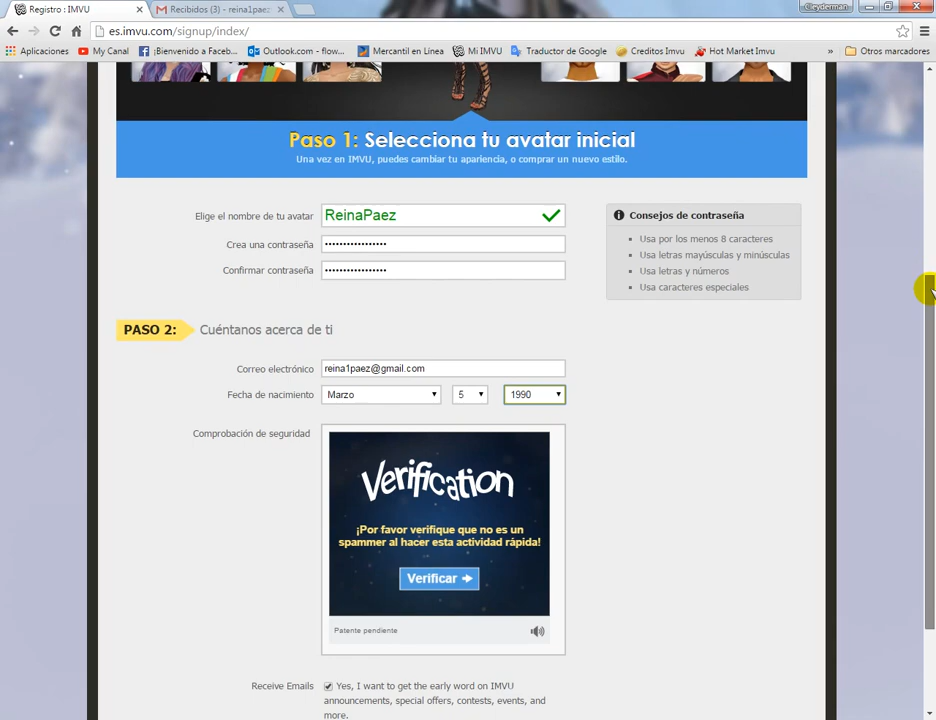 Registro : IMVU
Recibidos (3) - reina1paez
Cleyderman
es.imvu.com/signup/index/
Aplicaciones
My Canal
¡Bienvenido a Faceb...
Outlook.com - flow...
Mercantil en Línea
Mi IMVU
Traductor de Google
Creditos Imvu
Hot Market Imvu
»
Otros marcadores
Paso 1: Selecciona tu avatar inicial
Una vez en IMVU, puedes cambiar tu apariencia, o comprar un nuevo estilo.
Elige el nombre de tu avatar
ReinaPaez
Crea una contraseña
•••••••••••••••••
Confirmar contraseña
•••••••••••••••••
Consejos de contraseña
• Usa por los menos 8 caracteres
• Usa letras mayúsculas y minúsculas
• Usa letras y números
• Usa caracteres especiales
PASO 2: Cuéntanos acerca de ti
Correo electrónico
reina1paez@gmail.com
Fecha de nacimiento
Marzo
5
1990
Comprobación de seguridad
Verification
¡Por favor verifique que no es un
spammer al hacer esta actividad rápida!
Verificar
Patente pendiente
Receive Emails
Yes, I want to get the early word on IMVU
announcements, special offers, contests, events, and
more.